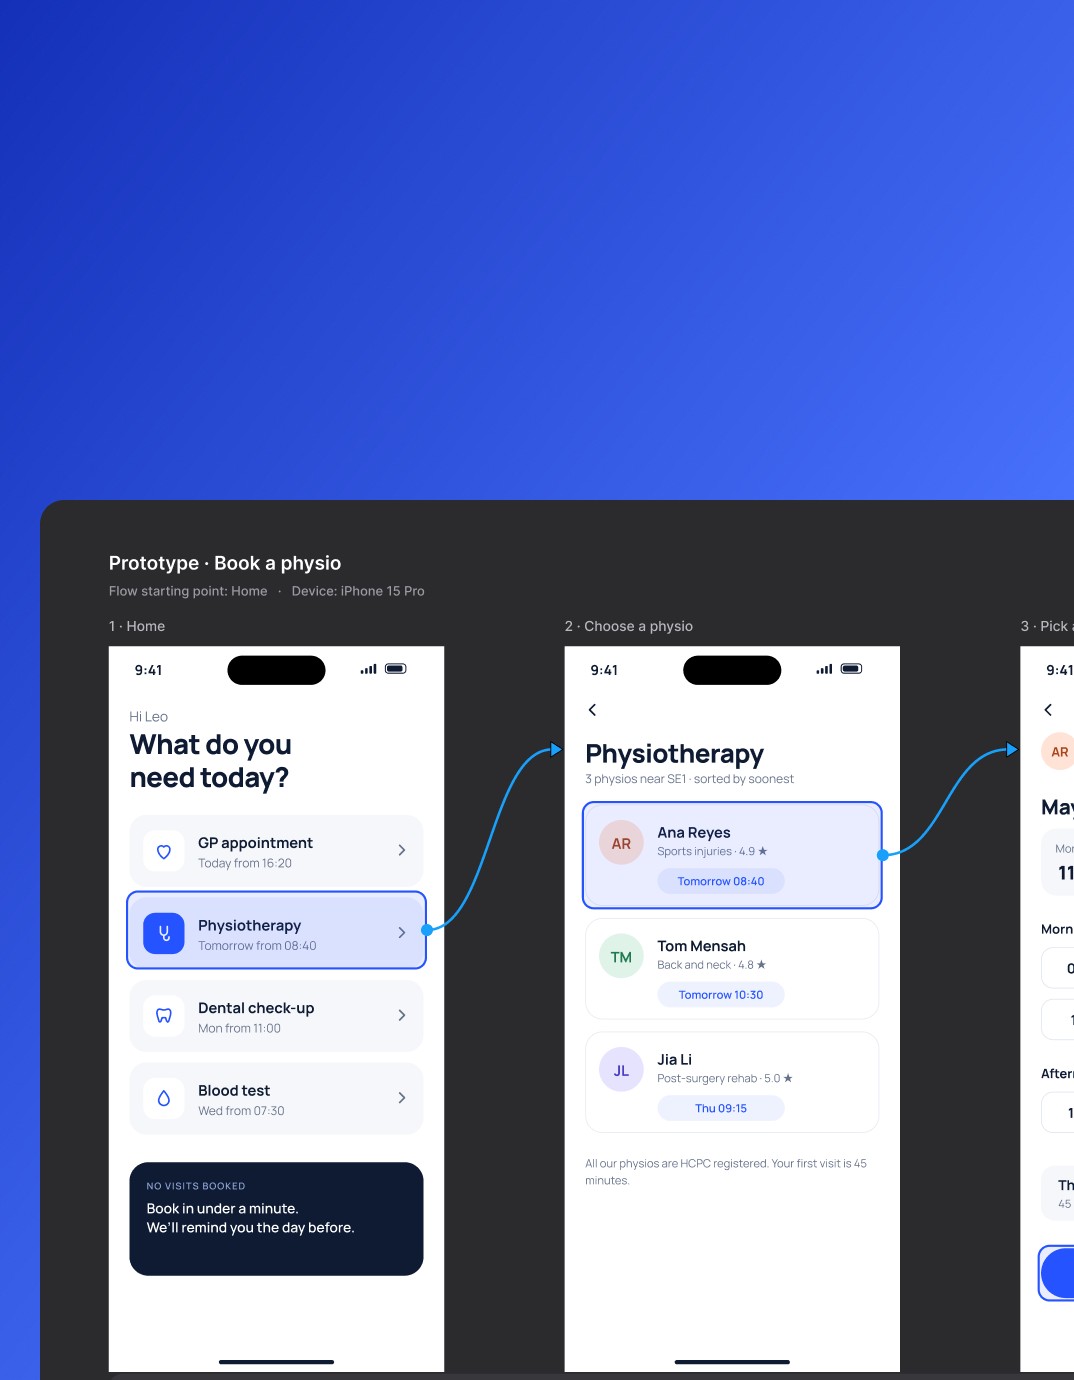 Prototype · Book a physio
Flow starting point: Home · Device: iPhone 15 Pro
1 · Home
9:41
Hi Leo
What do you
need today?
GP appointment
Today from 16:20
Physiotherapy
Tomorrow from 08:40
Dental check-up
Mon from 11:00
Blood test
Wed from 07:30
NO VISITS BOOKED
Book in under a minute.
We'll remind you the day before.
2 · Choose a physio
9:41
Physiotherapy
3 physios near SE1 · sorted by soonest
AR
Ana Reyes
Sports injuries · 4.9 ★
Tomorrow 08:40
TM
Tom Mensah
Back and neck · 4.8 ★
Tomorrow 10:30
JL
Jia Li
Post-surgery rehab · 5.0 ★
Thu 09:15
All our physios are HCPC registered. Your first visit is 45
minutes.
3 · Pick
9:41
AR
11
45